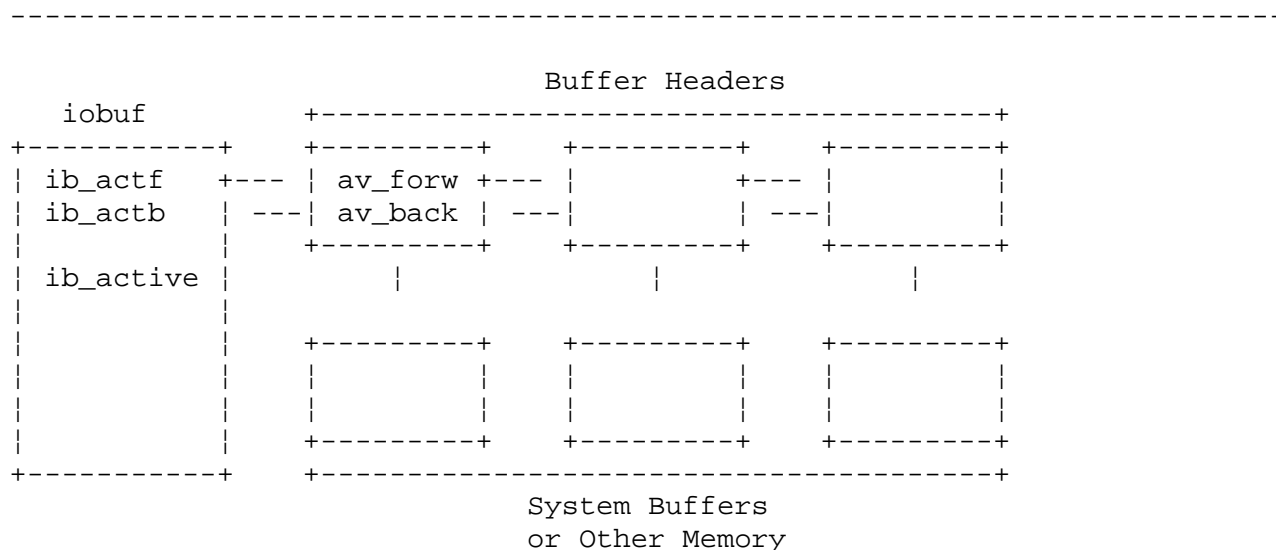 Buffer Headers
iobuf
ib_actf av_forw
ib_actb av_back
ib_active
System Buffers
or Other Memory